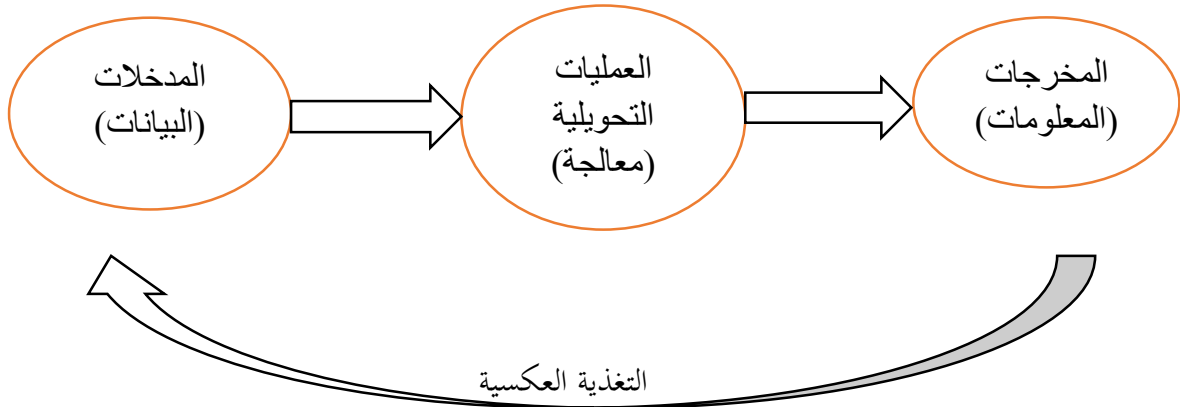 المدخلات
(البيانات)
العمليات
التحويلية
(معالجة)
المخرجات
(المعلومات)
التغذية العكسية